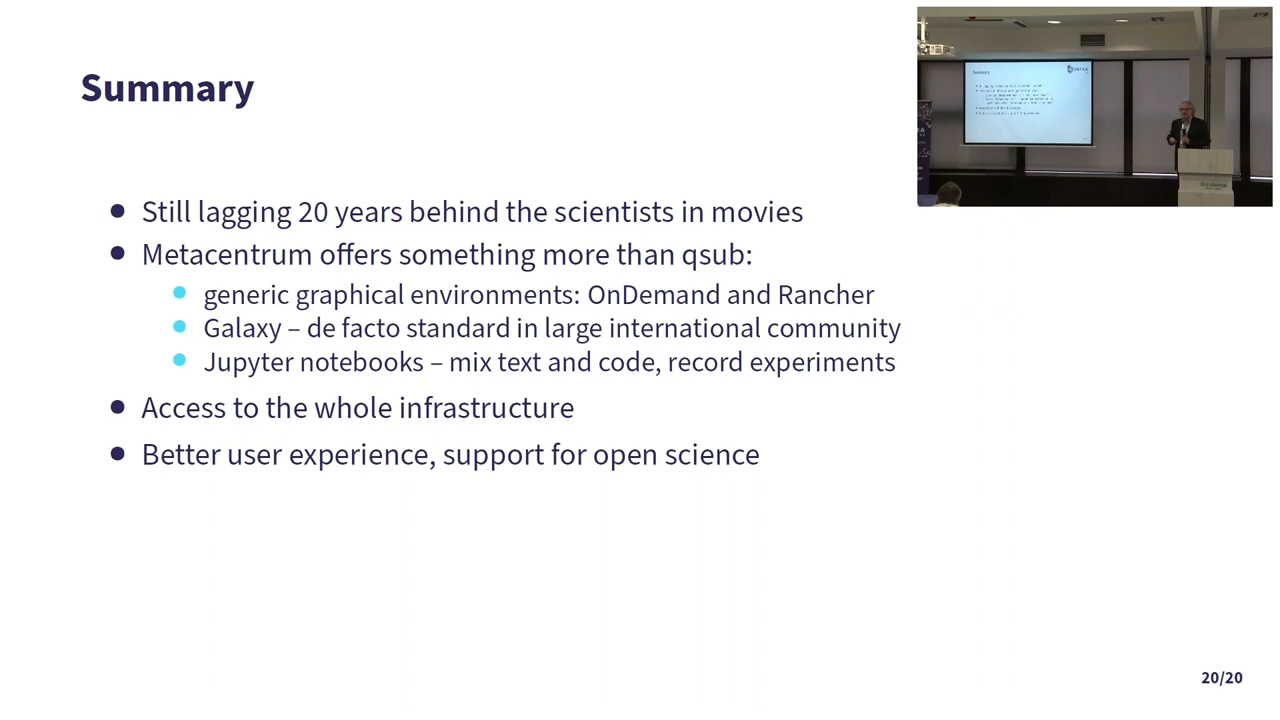 Summary
Still lagging 20 years behind the scientists in movies
Metacentrum offers something more than qsub:
generic graphical environments: OnDemand and Rancher
Galaxy – de facto standard in large international community
Jupyter notebooks – mix text and code, record experiments
Access to the whole infrastructure
Better user experience, support for open science
20/20